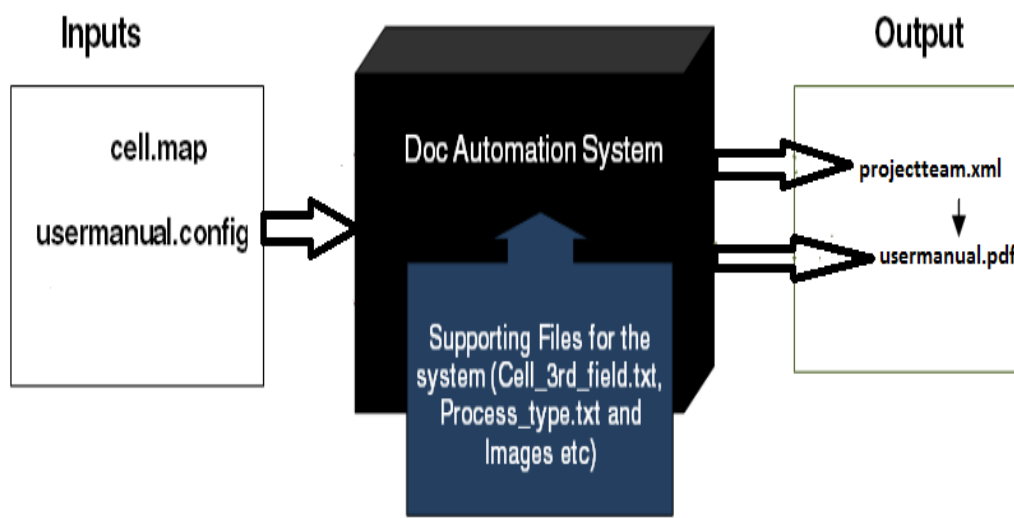 Inputs
cell.map
usermanual.config
Doc Automation System
Supporting Files for the
system (Cell_3rd_field.txt,
Process_type.txt and
Images etc)
Output
projectteam.xml
usermanual.pdf